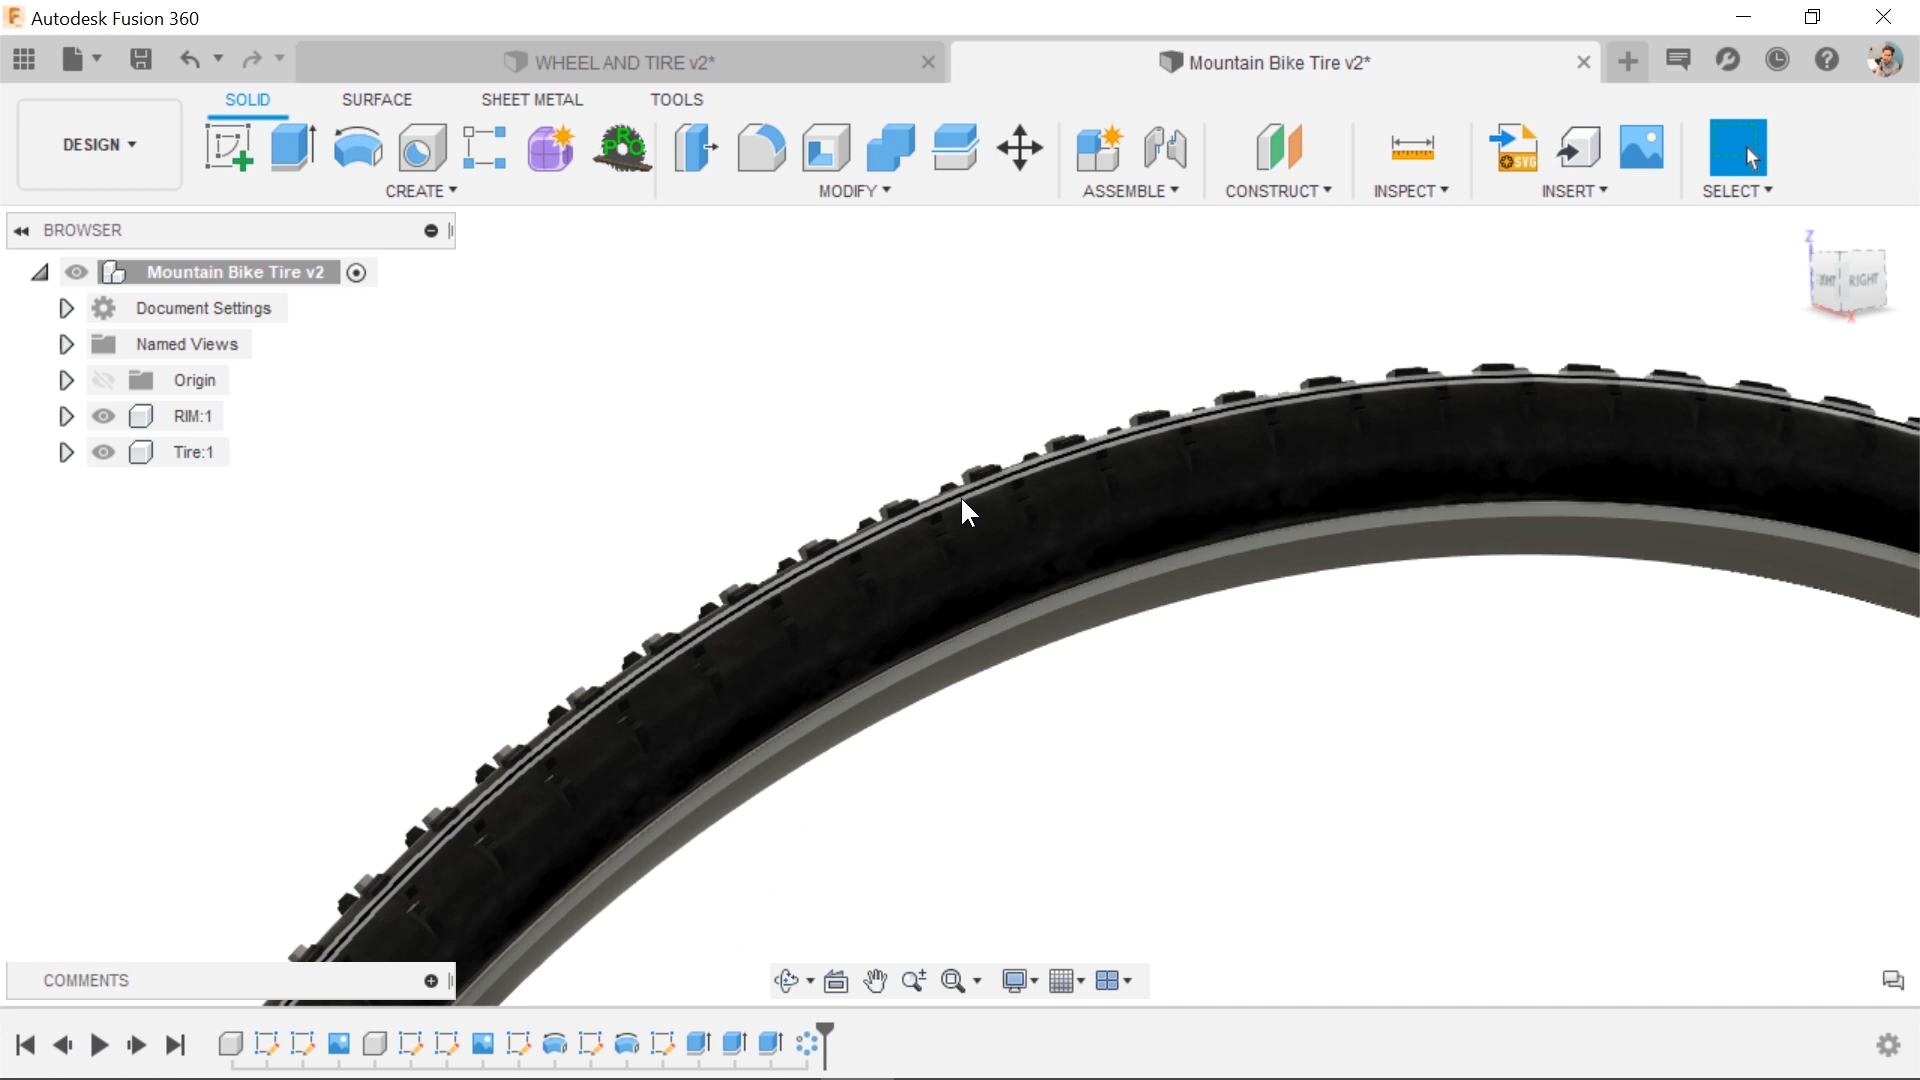 Autodesk Fusion 360
WHEEL AND TIRE v2*
Mountain Bike Tire v2*
SOLID
SURFACE
SHEET METAL
TOOLS
DESIGN
CREATE
MODIFY
ASSEMBLE
CONSTRUCT
INSPECT
INSERT
SELECT
R
P
O
SVG
BROWSER
Mountain Bike Tire v2
Document Settings
Named Views
Origin
RIM:1
Tire:1
Z
RIGHT
X
COMMENTS